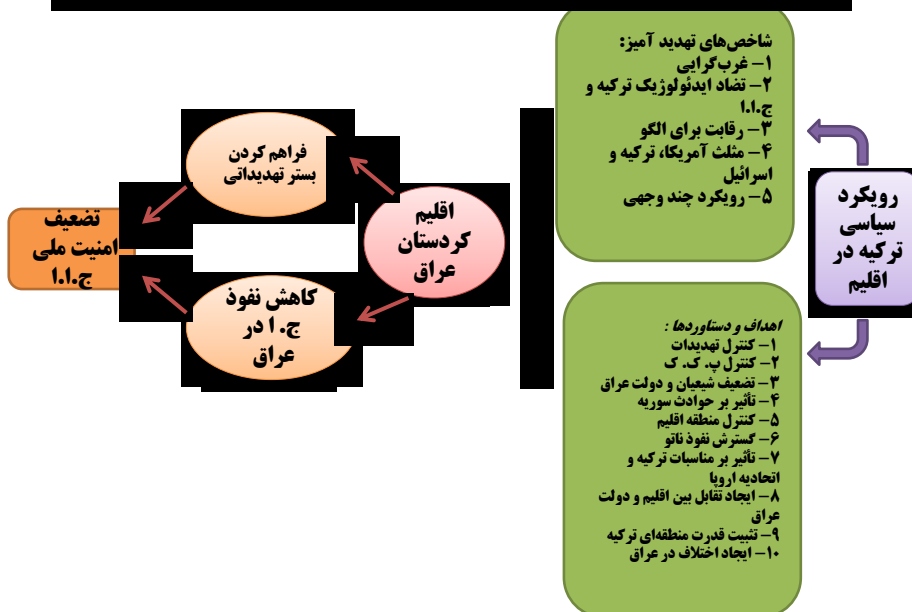 رویکرد
سیاسی
ترکیه در
اقلیم
شاخص‌های تهدید آمیز:
۱– غرب‌گرایی
۲– تضاد ایدئولوژیک ترکیه و
ج.ا.ا
۳– رقابت برای الگو
۴– مثلث آمریکا، ترکیه و
اسرائیل
۵– رویکرد چند وجهی
اهداف و دستاوردها :
۱– کنترل تهدیدات
۲– کنترل پ. ک. ک
۳– تضعیف شیعیان و دولت عراق
۴– تأثیر بر حوادث سوریه
۵– کنترل منطقه اقلیم
۶– گسترش نفوذ ناتو
۷– تأثیر بر مناسبات ترکیه و
اتحادیه اروپا
۸– ایجاد تقابل بین اقلیم و دولت
عراق
۹– تثبیت قدرت منطقه‌ای ترکیه
۱۰– ایجاد اختلاف در عراق
اقلیم
کردستان
عراق
فراهم کردن
بستر تهدیداتی
کاهش نفوذ
ج. ا در
عراق
تضعیف
امنیت ملی
ج.ا.ا